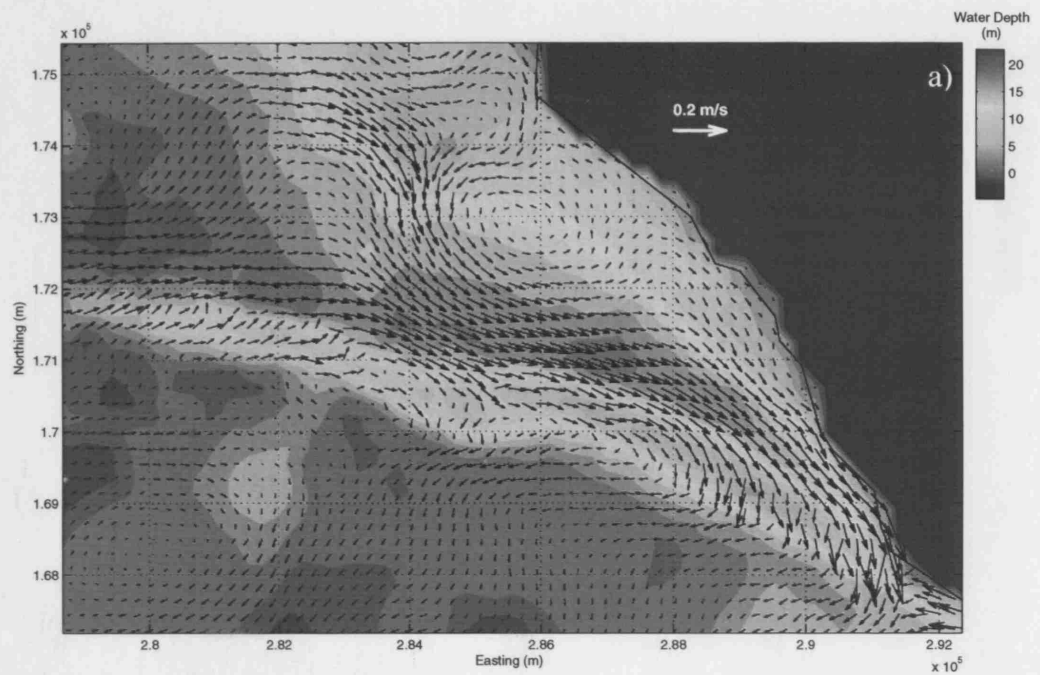 Water Depth
(m)
x 10⁵
a)
20
15
10
5
0
0.2 m/s
1.75
1.74
1.73
1.72
1.71
1.7
1.69
1.68
Northing (m)
2.8
2.82
2.84
2.86
2.88
2.9
2.92
Easting (m)
x 10⁵